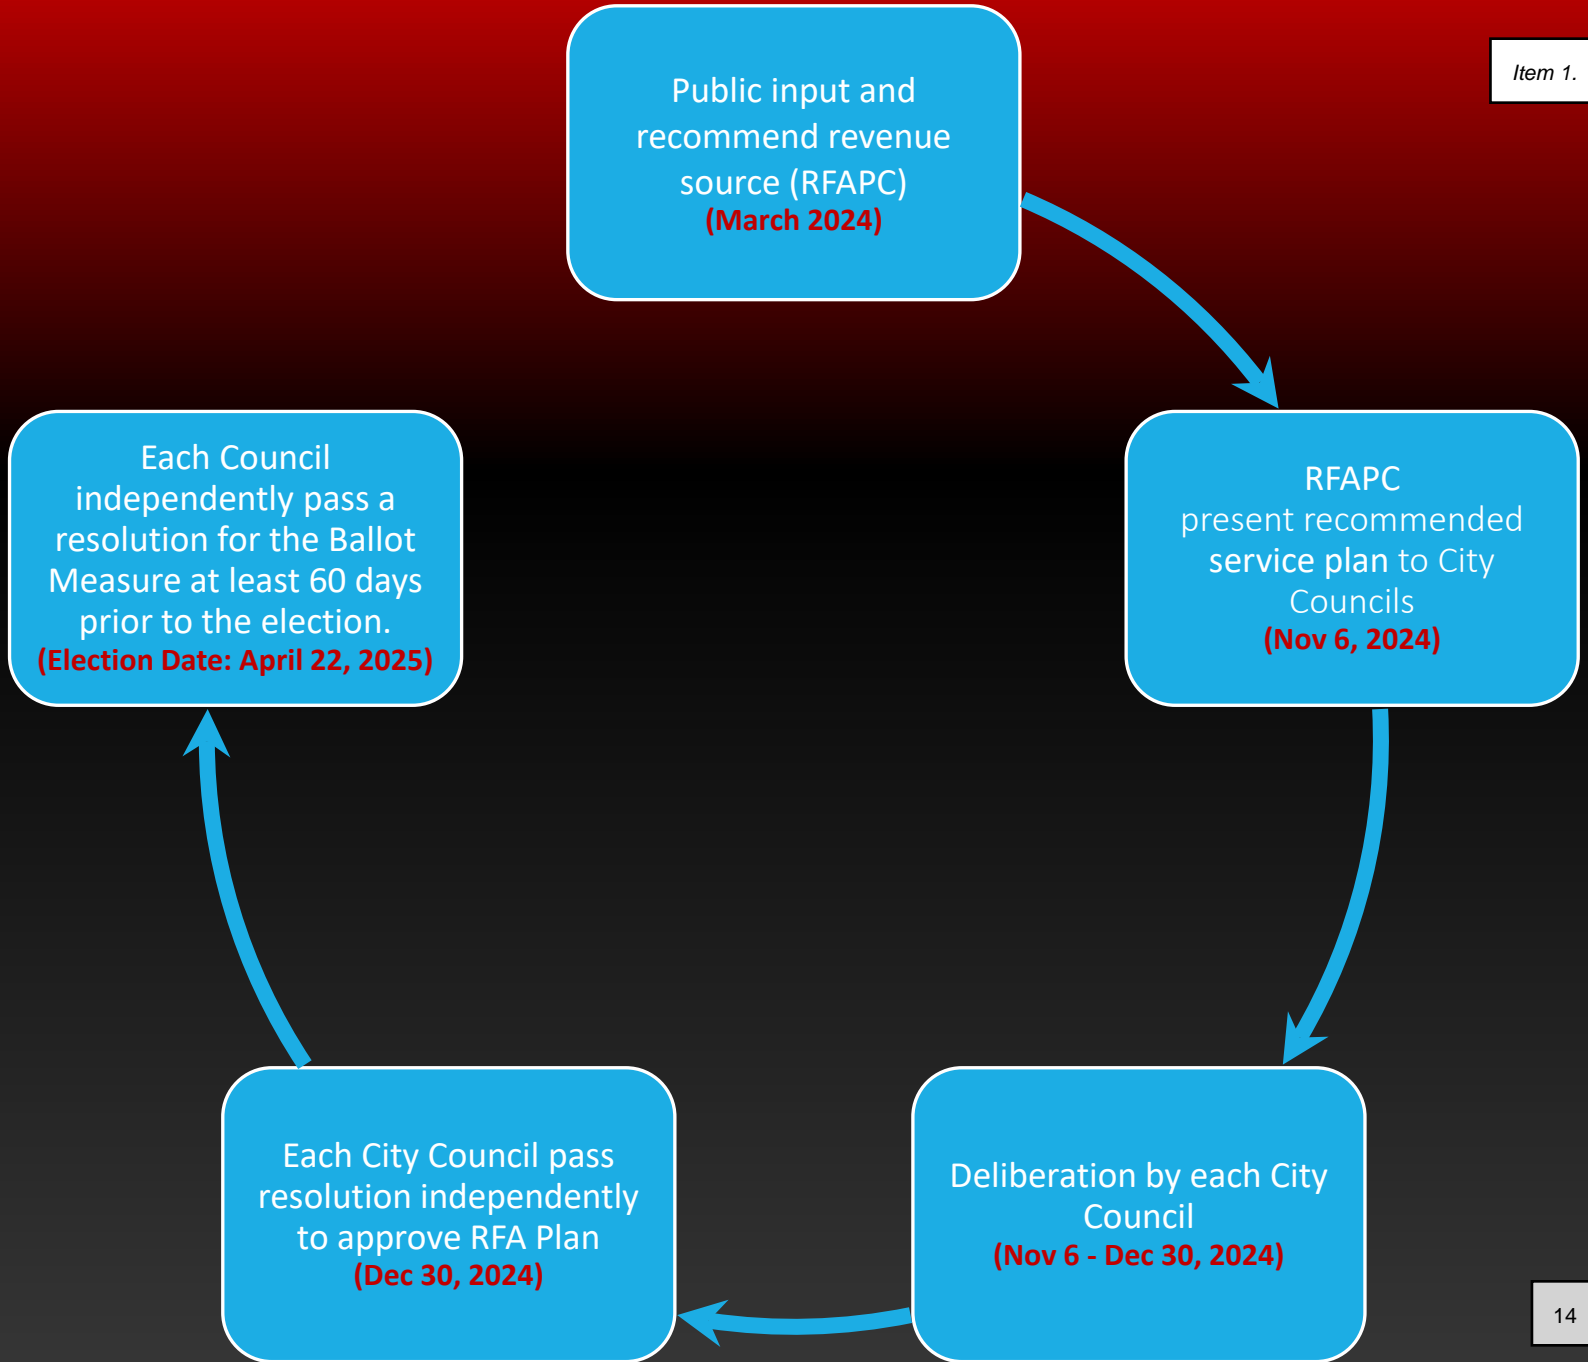 Item 1.
Public input and
recommend revenue
source (RFAPC)
(March 2024)
RFAPC
present recommended
service plan to City
Councils
(Nov 6, 2024)
Deliberation by each City
Council
(Nov 6 - Dec 30, 2024)
Each City Council pass
resolution independently
to approve RFA Plan
(Dec 30, 2024)
Each Council
independently pass a
resolution for the Ballot
Measure at least 60 days
prior to the election.
(Election Date: April 22, 2025)
14